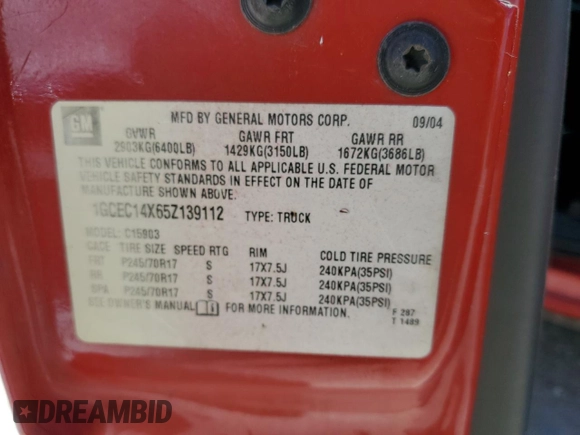 GM
MFD BY GENERAL MOTORS CORP. 09/04
GVWR GAWR FRT GAWR RR
2903KG(6400LB) 1429KG(3150LB) 1672KG(3686LB)
THIS VEHICLE CONFORMS TO ALL APPLICABLE U.S. FEDERAL MOTOR
VEHICLE SAFETY STANDARDS IN EFFECT ON THE DATE OF
MANUFACTURE SHOWN ABOVE.
1GCEC14X65Z139112 TYPE: TRUCK
MODEL: C15903
TIRE SIZE SPEED RTG RIM COLD TIRE PRESSURE
FRT P245/70R17 S 17X7.5J 240KPA(35PSI)
RR P245/70R17 S 17X7.5J 240KPA(35PSI)
SPA P245/70R17 S 17X7.5J 240KPA(35PSI)
SEE OWNER'S MANUAL FOR MORE INFORMATION.
F 287
T 1489
DREAMBID